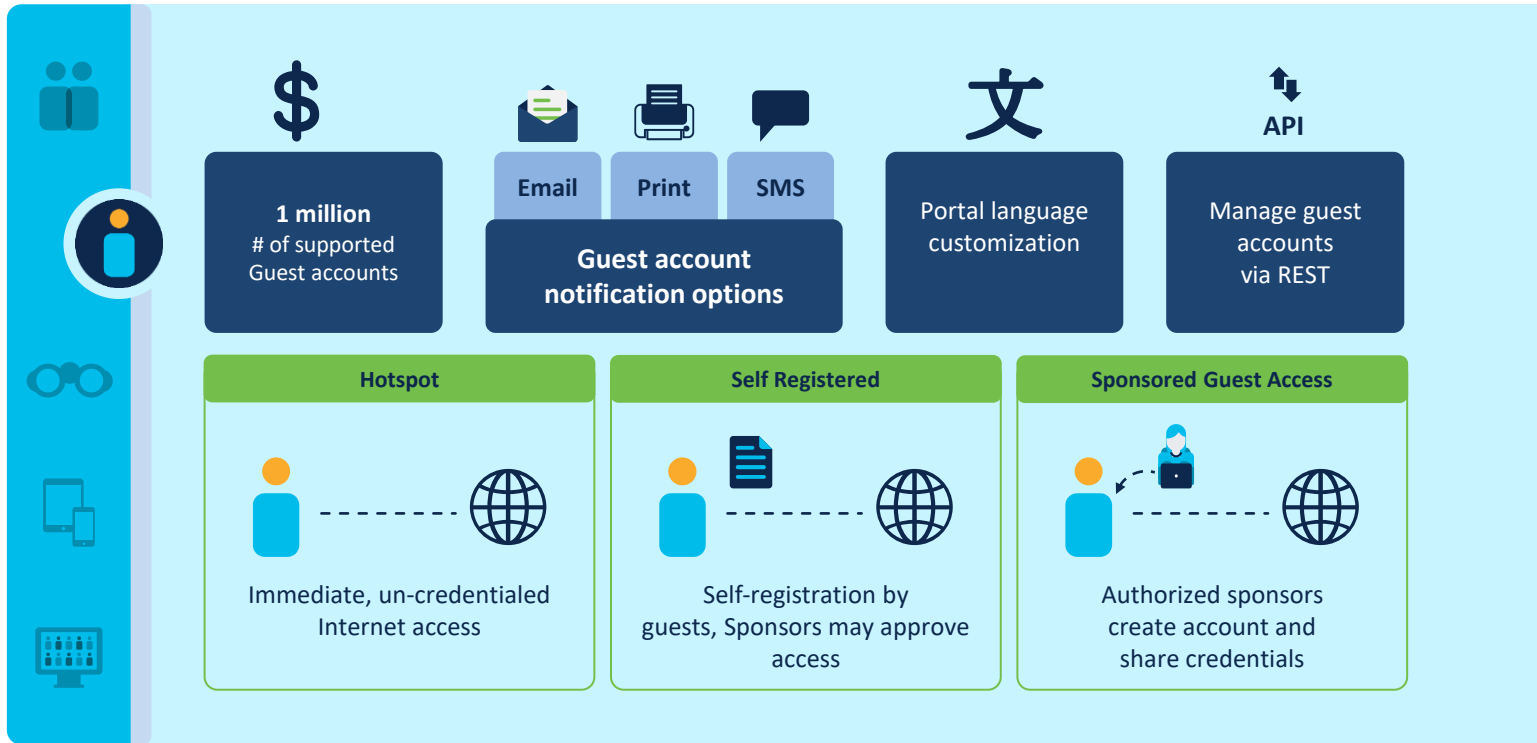 文
API
1 million
# of supported
Guest accounts
Email
Print
SMS
Guest account
notification options
Portal language
customization
Manage guest
accounts
via REST
Hotspot
Immediate, un-credentialed
Internet access
Self Registered
Self-registration by
guests, Sponsors may approve
access
Sponsored Guest Access
Authorized sponsors
create account and
share credentials